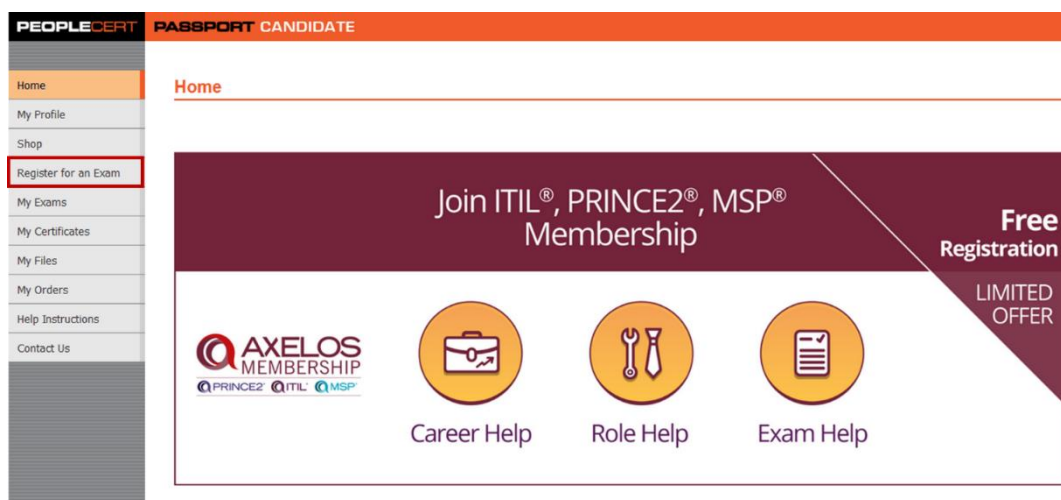 PEOPLECERT PASSPORT CANDIDATE
Home
My Profile
Shop
Register for an Exam
My Exams
My Certificates
My Files
My Orders
Help Instructions
Contact Us
Home
Join ITIL®, PRINCE2®, MSP®
Membership
Free
Registration
LIMITED
OFFER
AXELOS
MEMBERSHIP
PRINCE2® ITIL® MSP®
Career Help
Role Help
Exam Help